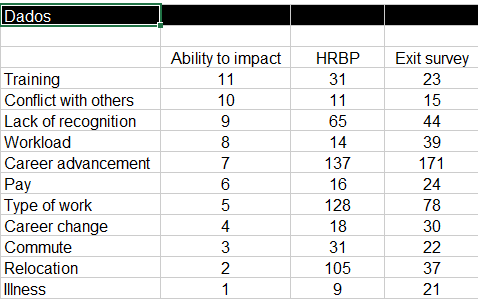 Dados
Ability to impact HRBP Exit survey
Training 11 31 23
Conflict with others 10 11 15
Lack of recognition 9 65 44
Workload 8 14 39
Career advancement 7 137 171
Pay 6 16 24
Type of work 5 128 78
Career change 4 18 30
Commute 3 31 22
Relocation 2 105 37
Illness 1 9 21